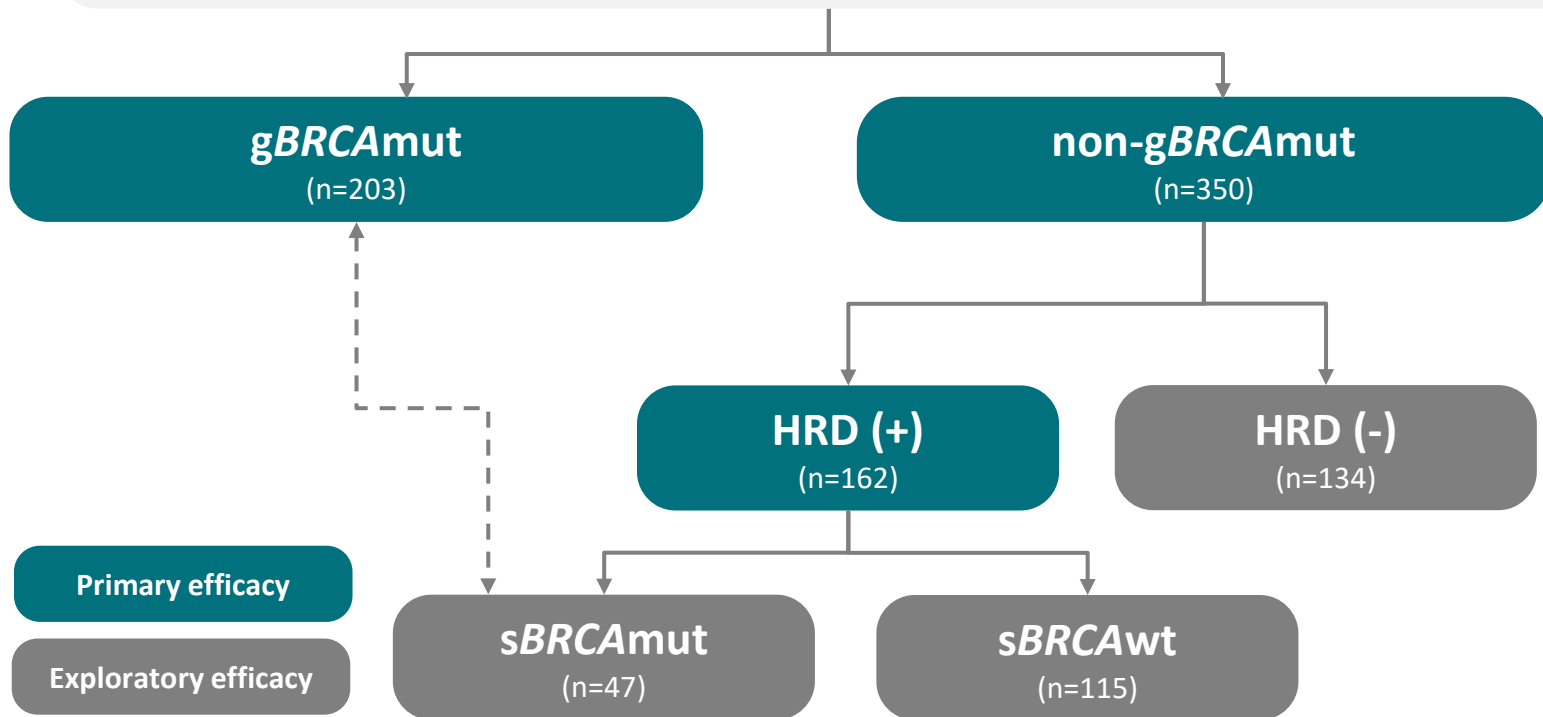 gBRCAmut
(n=203)
non-gBRCAmut
(n=350)
HRD (+)
(n=162)
HRD (-)
(n=134)
Primary efficacy
Exploratory efficacy
sBRCAmut
(n=47)
sBRCAwt
(n=115)